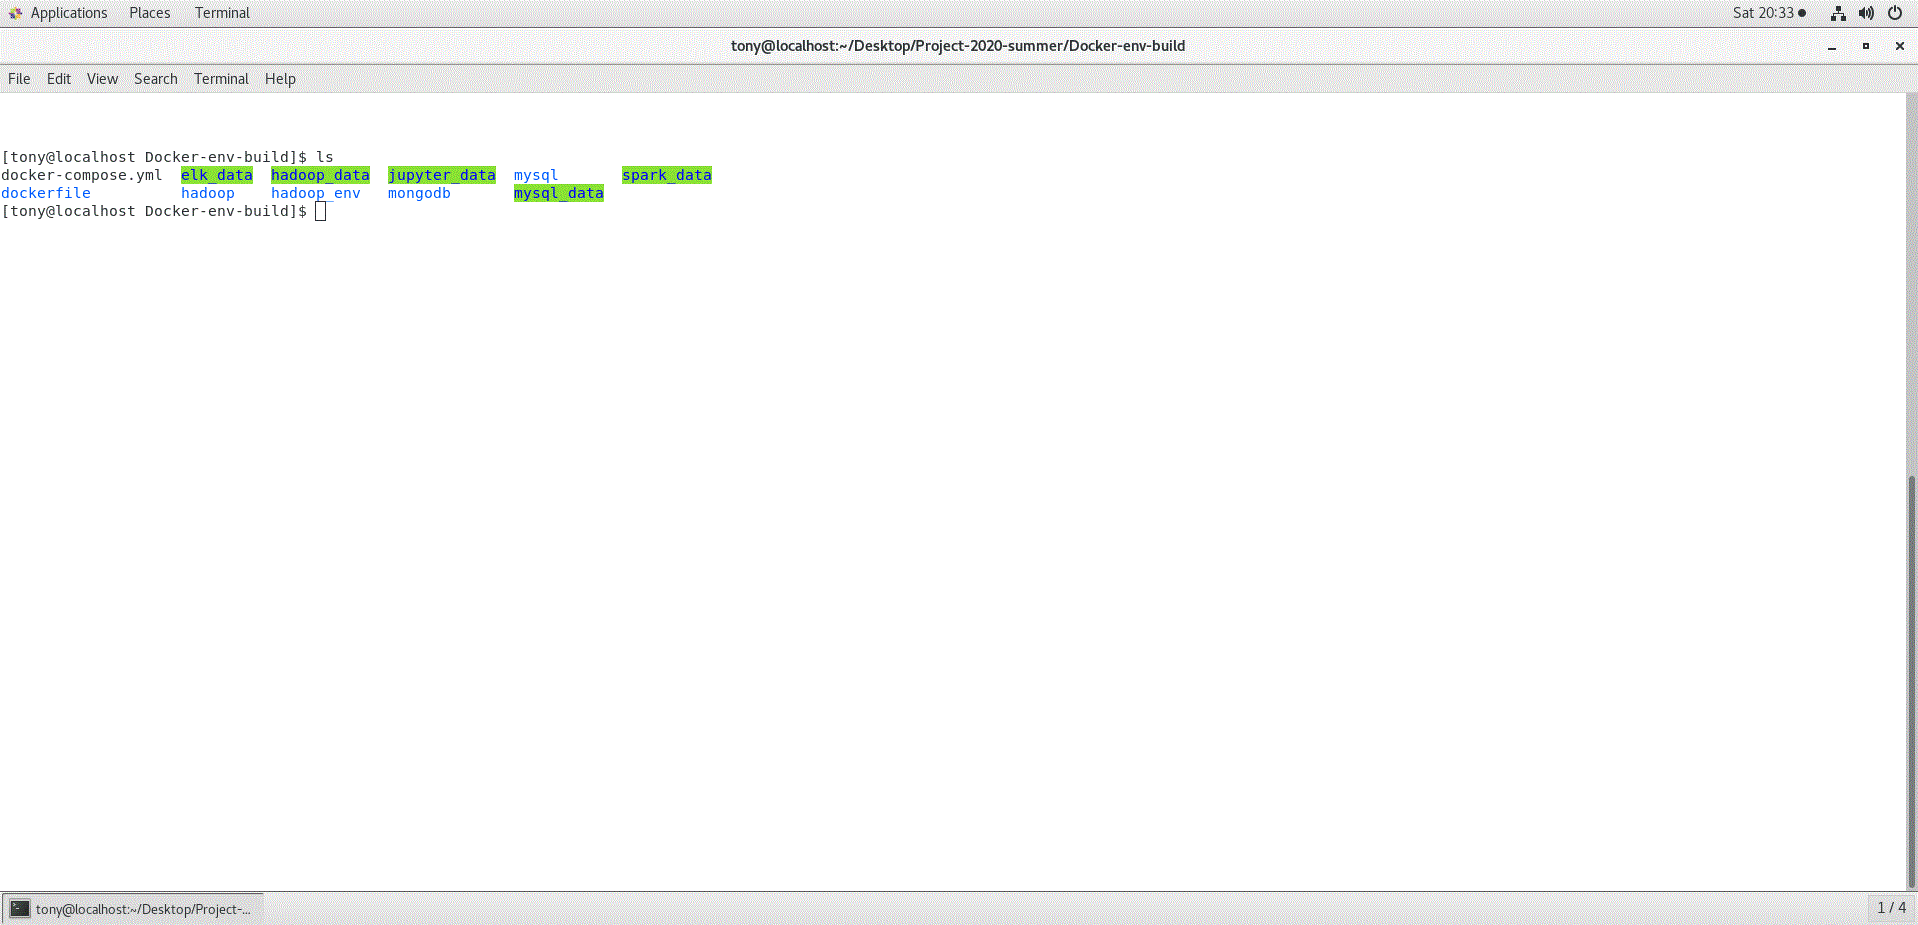 Applications Places Terminal Sat 20:33
tony@localhost:~/Desktop/Project-2020-summer/Docker-env-build
File Edit View Search Terminal Help
[tony@localhost Docker-env-build]$ ls
docker-compose.yml elk_data hadoop_data jupyter_data mysql spark_data
dockerfile hadoop hadoop_env mongodb mysql_data
[tony@localhost Docker-env-build]$
tony@localhost:~/Desktop/Project-... 1 / 4